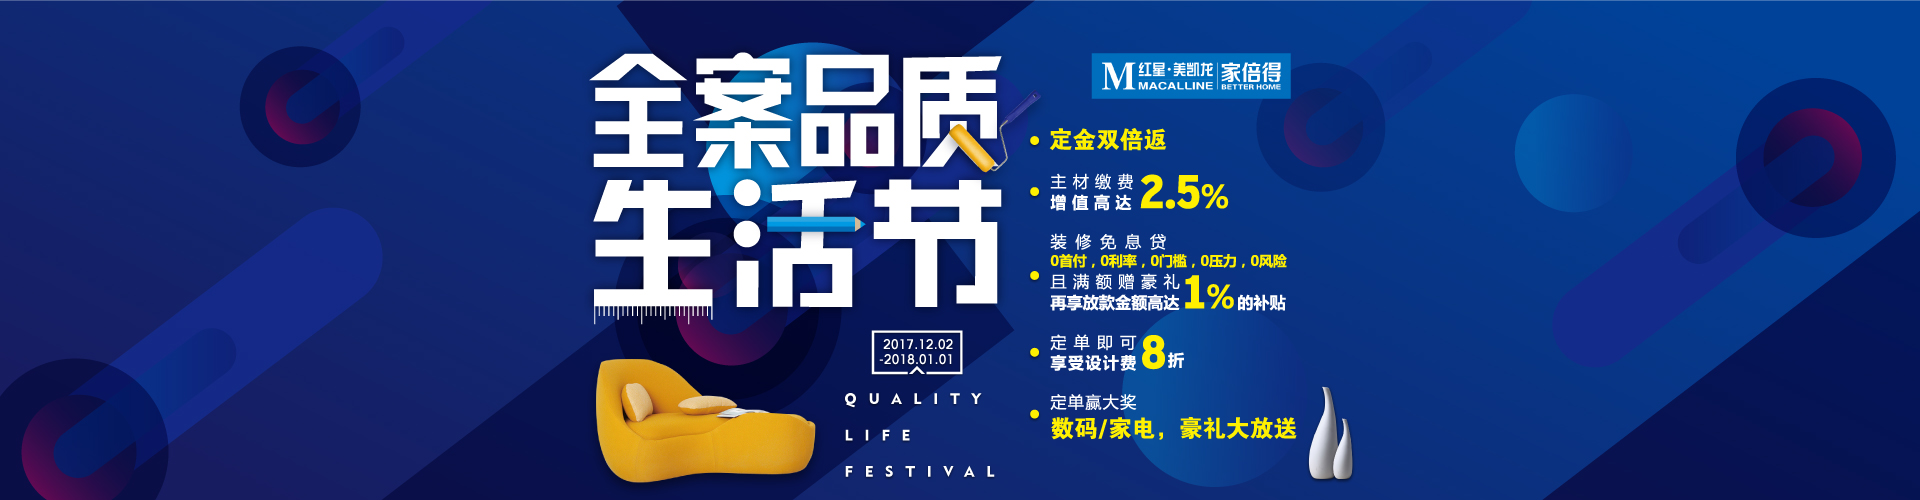 全案品质
生活节
2017.12.02
-2018.01.01
QUALITY
LIFE
FESTIVAL
M 红星·美凯龙 家倍得
MACALLINE BETTER HOME
定金双倍返
主材缴费
增值高达 2.5%
装修免息贷
0首付，0利率，0门槛，0压力，0风险
且满额赠豪礼
再享放款金额高达 1% 的补贴
定单即可
享受设计费 8 折
定单赢大奖
数码/家电，豪礼大放送